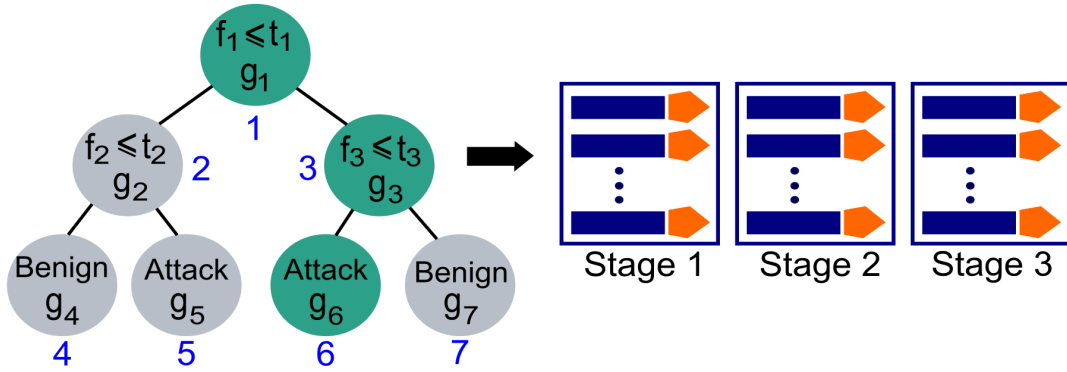 f₁⩽t₁
g₁
1
f₂⩽t₂
g₂
2
3
f₃⩽t₃
g₃
Benign
g₄
Attack
g₅
Attack
g₆
Benign
g₇
4
5
6
7
Stage 1
Stage 2
Stage 3